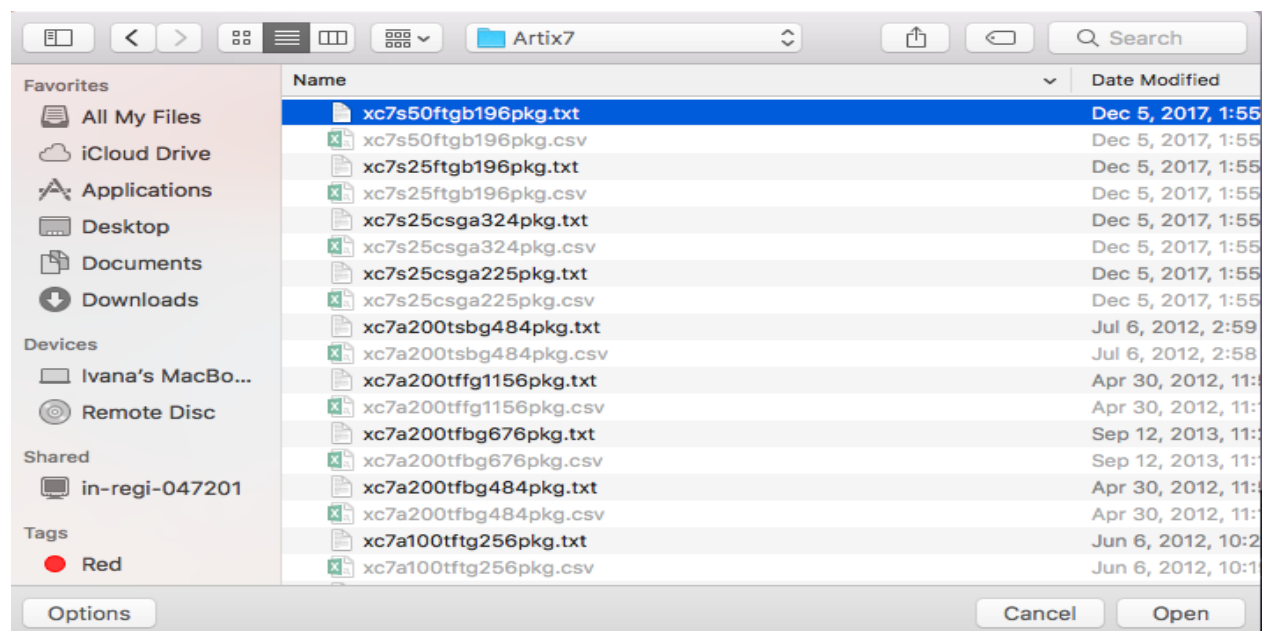 Artix7
Search
Favorites
All My Files
iCloud Drive
Applications
Desktop
Documents
Downloads
Devices
Ivana's MacBo...
Remote Disc
Shared
in-regi-047201
Tags
Red
Name Date Modified
xc7s50ftgb196pkg.txt Dec 5, 2017, 1:55
xc7s50ftgb196pkg.csv Dec 5, 2017, 1:55
xc7s25ftgb196pkg.txt Dec 5, 2017, 1:55
xc7s25ftgb196pkg.csv Dec 5, 2017, 1:55
xc7s25csga324pkg.txt Dec 5, 2017, 1:55
xc7s25csga324pkg.csv Dec 5, 2017, 1:55
xc7s25csga225pkg.txt Dec 5, 2017, 1:55
xc7s25csga225pkg.csv Dec 5, 2017, 1:55
xc7a200tsbg484pkg.txt Jul 6, 2012, 2:59
xc7a200tsbg484pkg.csv Jul 6, 2012, 2:58
xc7a200tffg1156pkg.txt Apr 30, 2012, 11:
xc7a200tffg1156pkg.csv Apr 30, 2012, 11:
xc7a200tfbg676pkg.txt Sep 12, 2013, 11:
xc7a200tfbg676pkg.csv Sep 12, 2013, 11:
xc7a200tfbg484pkg.txt Apr 30, 2012, 11:
xc7a200tfbg484pkg.csv Apr 30, 2012, 11:
xc7a100tftg256pkg.txt Jun 6, 2012, 10:2
xc7a100tftg256pkg.csv Jun 6, 2012, 10:1
Options
Cancel
Open